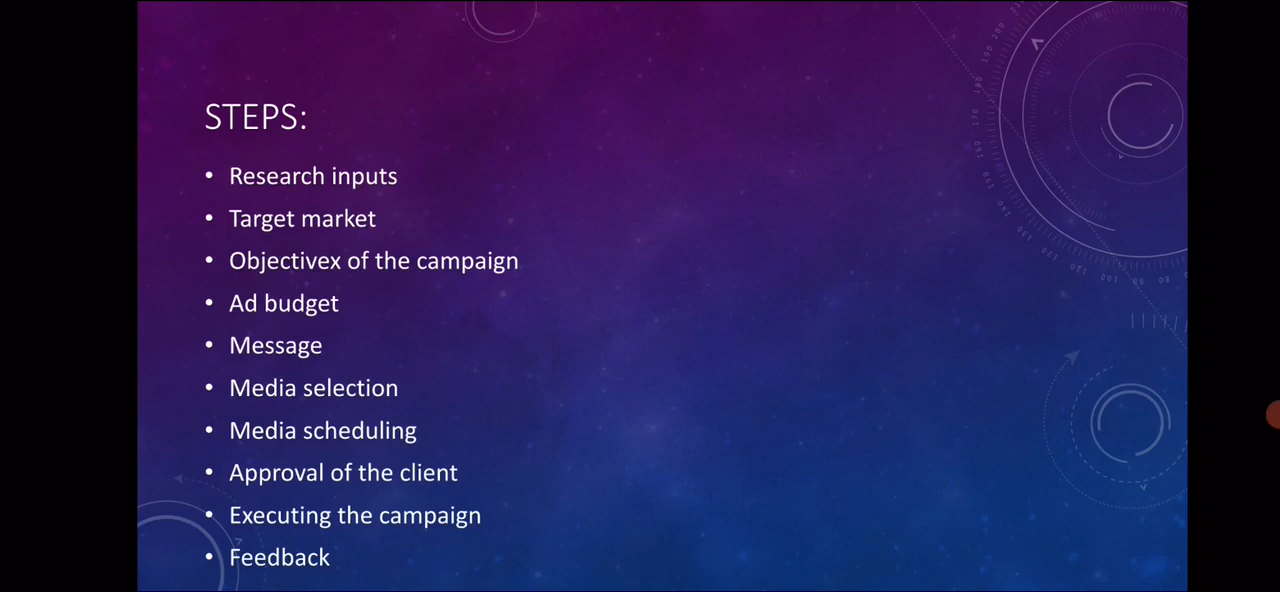 STEPS:
• Research inputs
• Target market
• Objectivex of the campaign
• Ad budget
• Message
• Media selection
• Media scheduling
• Approval of the client
• Executing the campaign
• Feedback